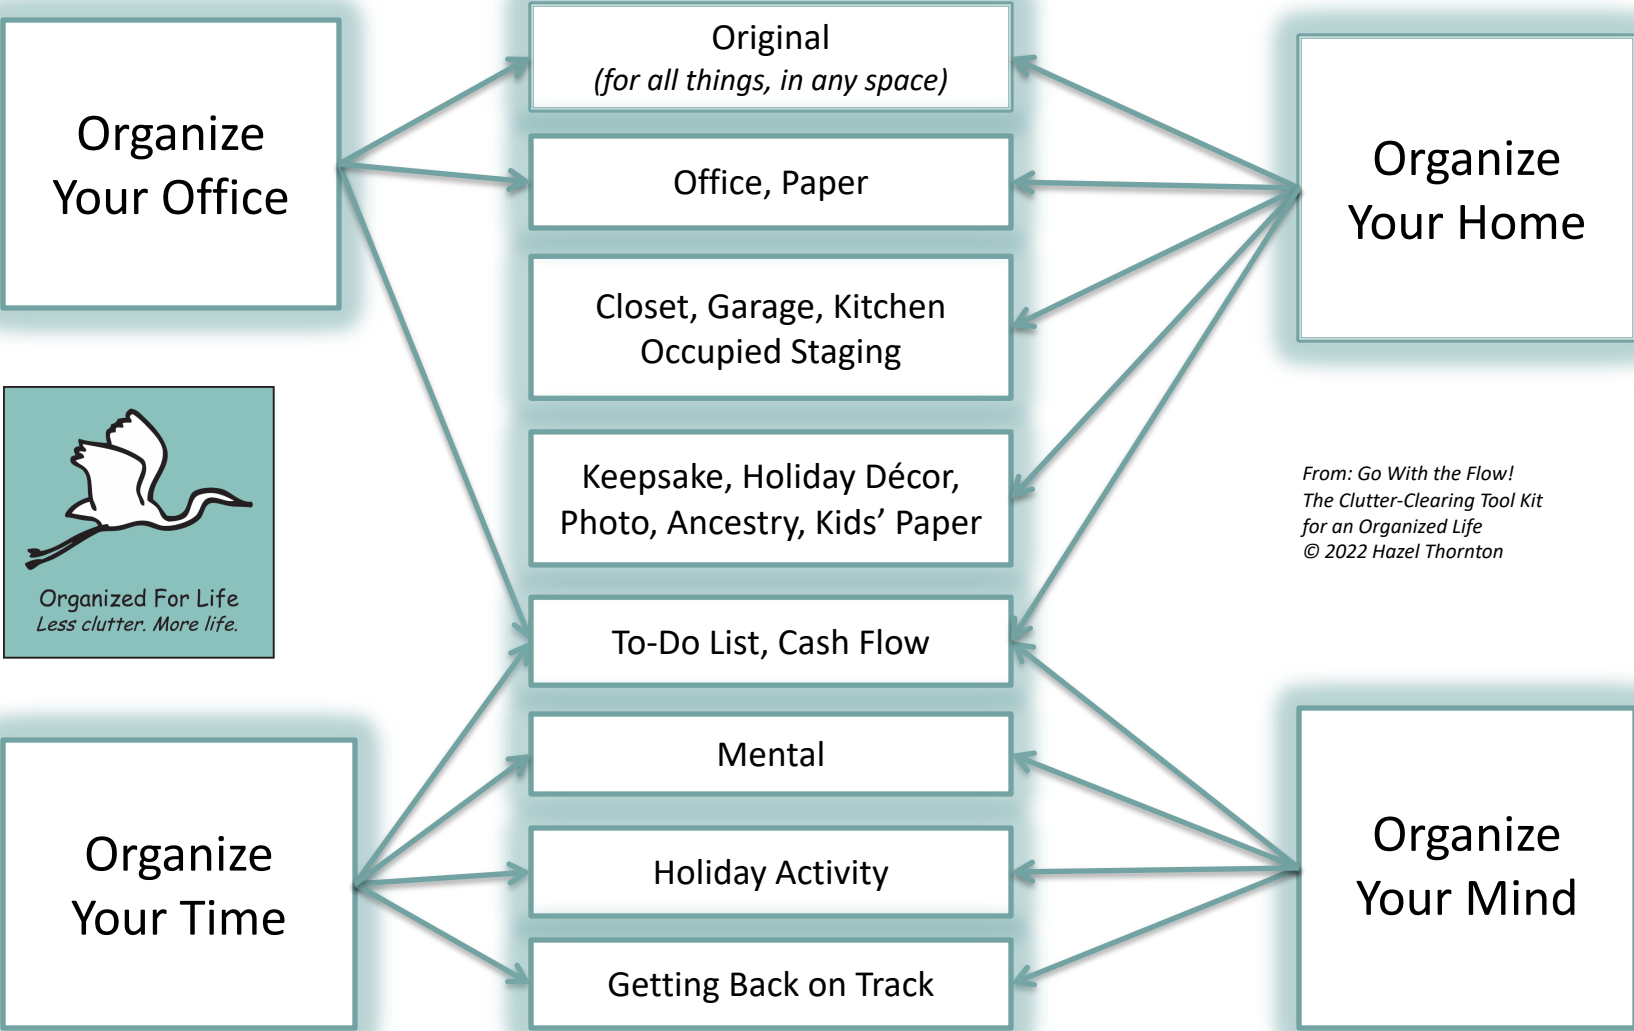 Organize
Your Office
Original
(for all things, in any space)
Office, Paper
Closet, Garage, Kitchen
Occupied Staging
Keepsake, Holiday Décor,
Photo, Ancestry, Kids’ Paper
To-Do List, Cash Flow
Mental
Holiday Activity
Getting Back on Track
Organize
Your Home
Organized For Life
Less clutter. More life.
From: Go With the Flow!
The Clutter-Clearing Tool Kit
for an Organized Life
© 2022 Hazel Thornton
Organize
Your Time
Organize
Your Mind